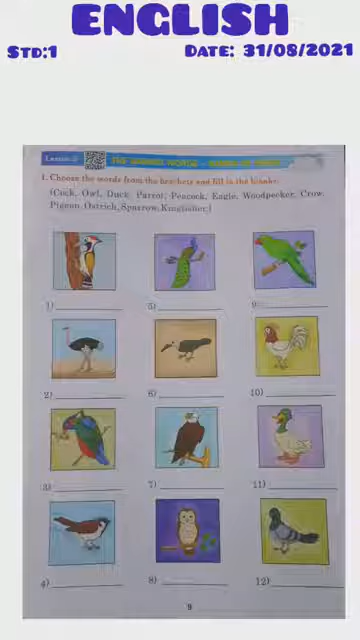 ENGLISH
STD:1 DATE: 31/08/2021
Lesson
1. Choose the words from the brackets and fill in the blanks.
(Cock, Owl, Duck, Parrot, Peacock, Eagle, Woodpecker, Crow,
Pigeon, Ostrich, Sparrow, Kingfisher,)
1) 5) 9)
2) 6) 10)
3) 7) 11)
4) 8) 12)
9